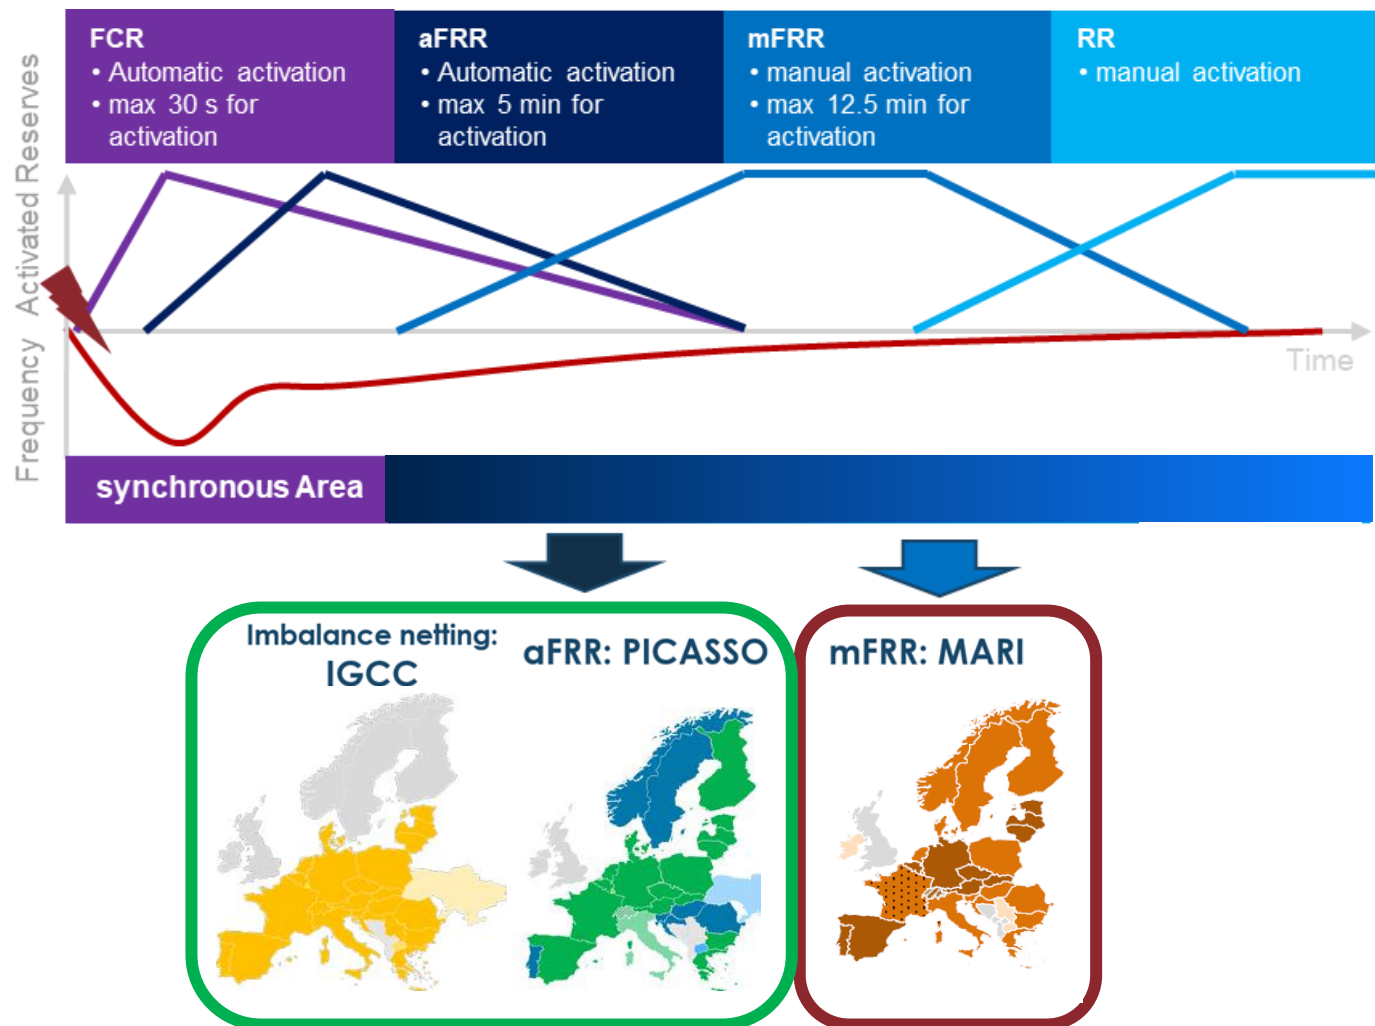 FCR
• Automatic activation
• max 30 s for
activation
aFRR
• Automatic activation
• max 5 min for
activation
mFRR
• manual activation
• max 12.5 min for
activation
RR
• manual activation
Activated Reserves
Frequency
Time
synchronous Area
Imbalance netting:
IGCC
aFRR: PICASSO
mFRR: MARI